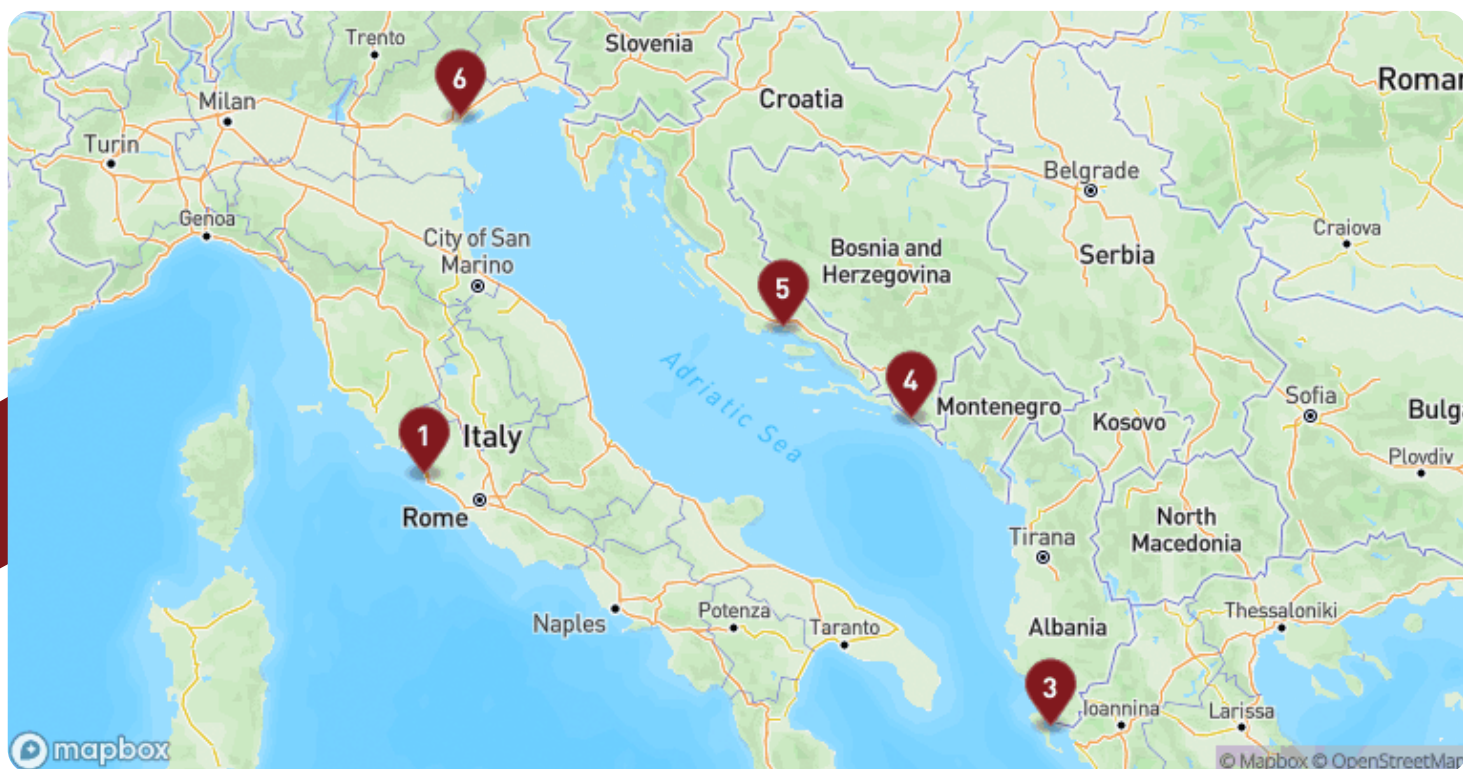 Trento
Slovenia
6
Roman
Croatia
Milan
Turin
Belgrade
Genoa
City of San
Marino
Bosnia and
Herzegovina
Serbia
Craiova
5
Adriatic Sea
4
Sofia
Montenegro
Bulga
Kosovo
1
Italy
Plovdiv
Rome
North
Macedonia
Tirana
Naples
Potenza
Taranto
Albania
Thessaloniki
3
Ioannina
Larissa
mapbox
© Mapbox © OpenStreetMap